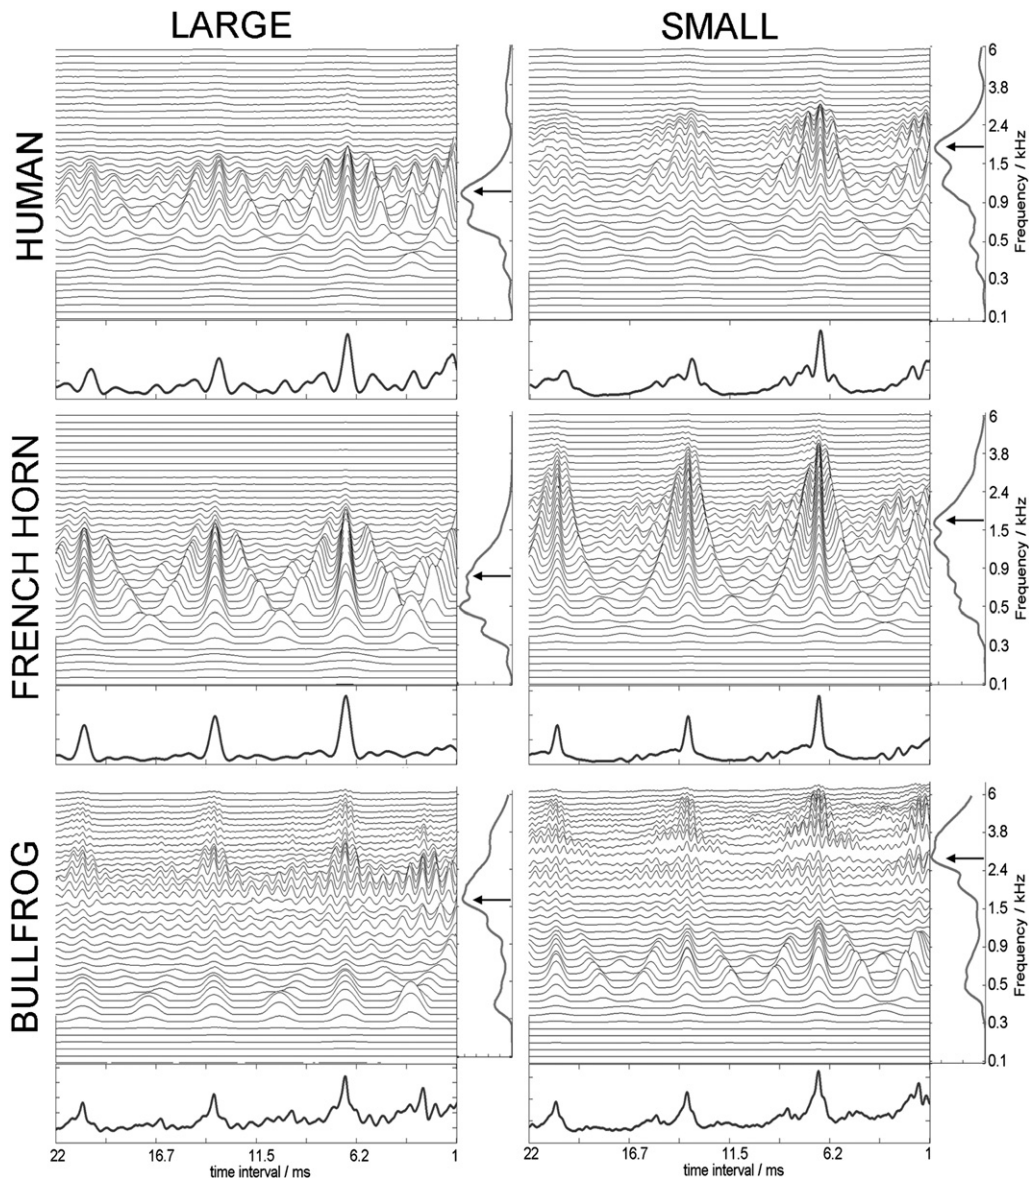 LARGE
SMALL
HUMAN
6
3.8
2.4
1.5
0.9
0.5
0.3
0.1
Frequency / kHz
FRENCH HORN
6
3.8
2.4
1.5
0.9
0.5
0.3
0.1
Frequency / kHz
BULLFROG
6
3.8
2.4
1.5
0.9
0.5
0.3
0.1
Frequency / kHz
22 16.7 11.5 6.2 1
time interval / ms
22 16.7 11.5 6.2 1
time interval / ms